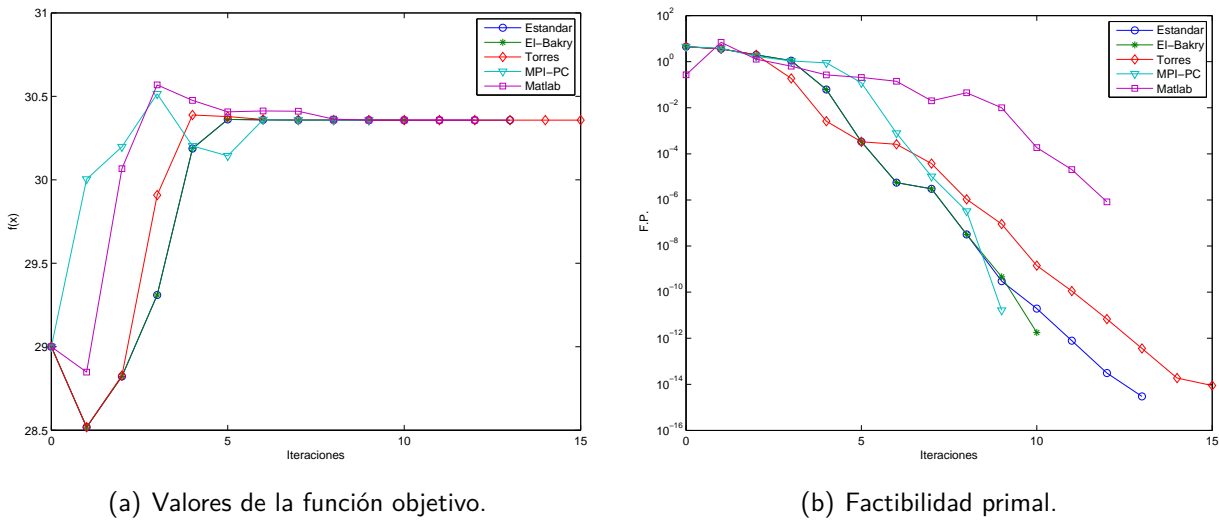 31
30.5
30
29.5
29
28.5
f(x)
0
5
10
15
Iteraciones
Estandar
El-Bakry
Torres
MPI-PC
Matlab
(a) Valores de la función objetivo.
10^2
10^0
10^-2
10^-4
10^-6
10^-8
10^-10
10^-12
10^-14
10^-16
F.P.
0
5
10
15
Iteraciones
Estandar
El-Bakry
Torres
MPI-PC
Matlab
(b) Factibilidad primal.